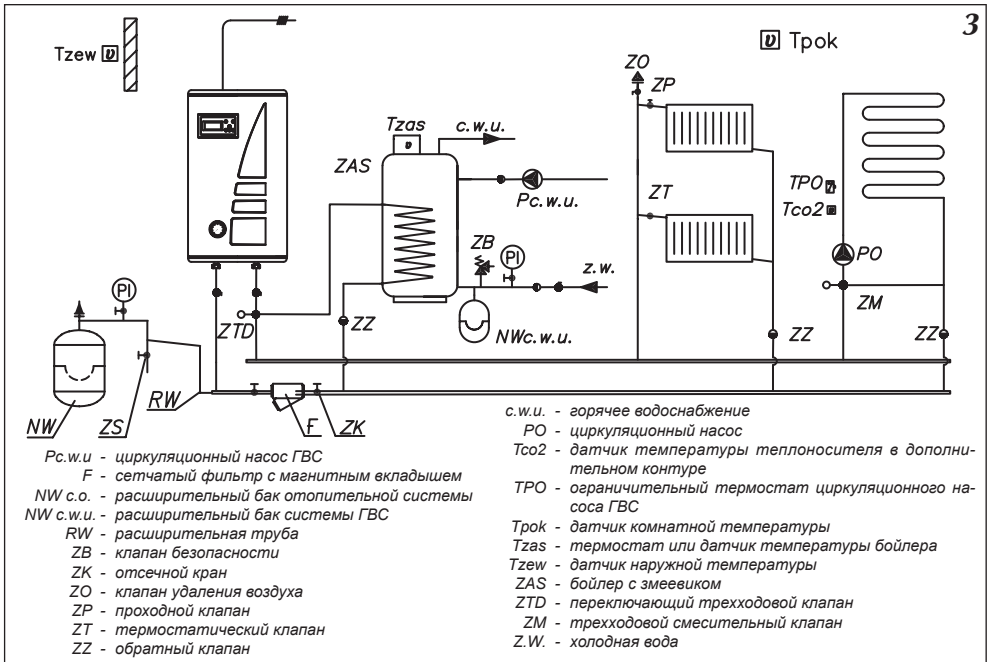 3
Tzew υ
υ Tpok
ZO
ZP
Tzas
υ
c.w.u.
ZAS
Pc.w.u.
ZT
TPO
Tco2
ZB
PI
z.w.
PO
PI
ZTD
ZZ
NWc.w.u.
ZM
ZZ
ZZ
NW
ZS
RW
F
ZK
Pc.w.u - циркуляционный насос ГВС
F - сетчатый фильтр с магнитным вкладышем
NW c.o. - расширительный бак отопительной системы
NW c.w.u. - расширительный бак системы ГВС
RW - расширительная труба
ZB - клапан безопасности
ZK - отсечной кран
ZO - клапан удаления воздуха
ZP - проходной клапан
ZT - термостатический клапан
ZZ - обратный клапан
c.w.u. - горячее водоснабжение
PO - циркуляционный насос
Tco2 - датчик температуры теплоносителя в дополни-
тельном контуре
TPO - ограничительный термостат циркуляционного на-
соса ГВС
Tpok - датчик комнатной температуры
Tzas - термостат или датчик температуры бойлера
Tzew - датчик наружной температуры
ZAS - бойлер с змеевиком
ZTD - переключающий трехходовой клапан
ZM - трехходовой смесительный клапан
Z.W. - холодная вода